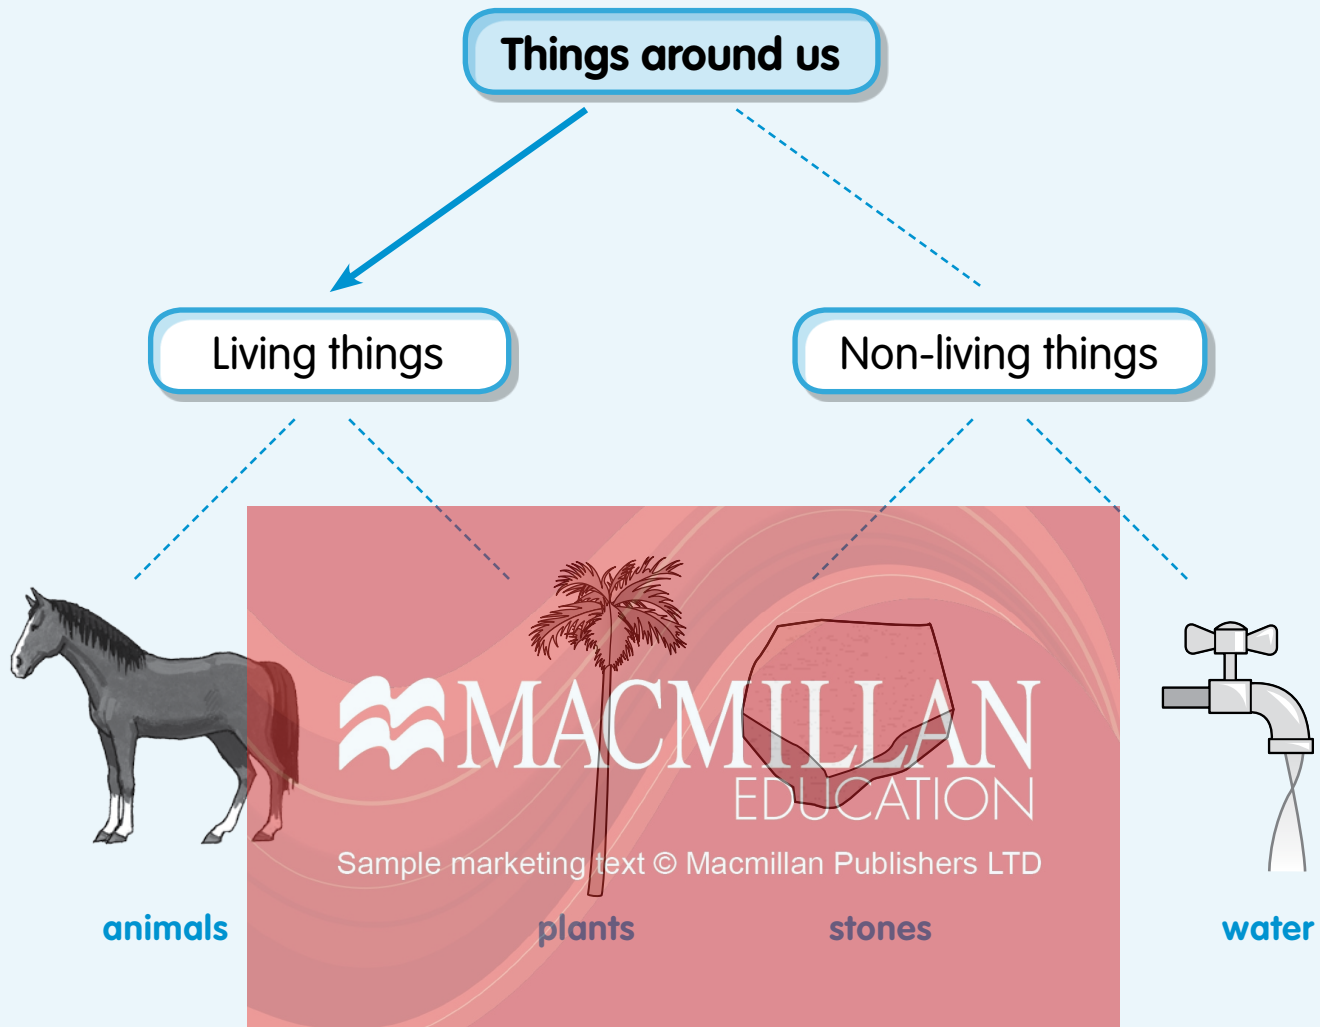 Things around us
Living things
Non-living things
MACMILLAN
EDUCATION
Sample marketing text © Macmillan Publishers LTD
animals
plants
stones
water